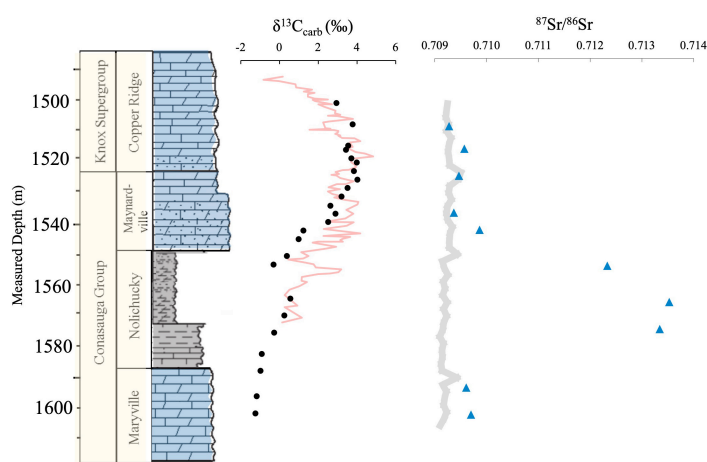 δ13Ccarb (‰)
-2 0 2 4 6
87Sr/86Sr
0.709 0.710 0.711 0.712 0.713 0.714
Measured Depth (m)
1500
1520
1540
1560
1580
1600
Knox Supergroup
Conasauga Group
Copper Ridge
Maynard-
ville
Nolichucky
Maryville